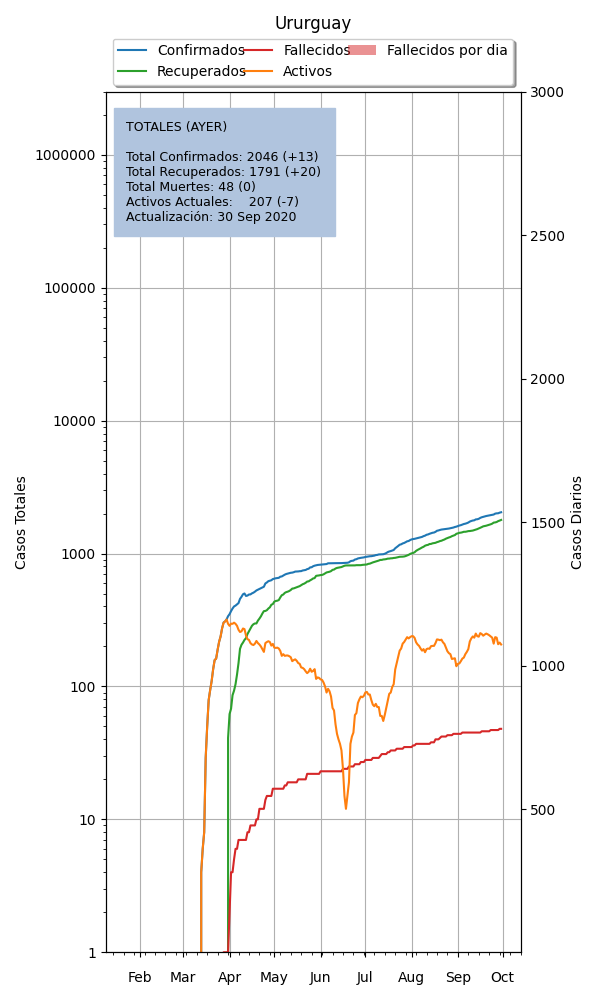 Ururguay
Confirmados Fallecidos Fallecidos por dia
Recuperados Activos
TOTALES (AYER)
Total Confirmados: 2046 (+13)
Total Recuperados: 1791 (+20)
Total Muertes: 48 (0)
Activos Actuales: 207 (-7)
Actualización: 30 Sep 2020
Casos Totales
1000000
100000
10000
1000
100
10
1
Casos Diarios
3000
2500
2000
1500
1000
500
Feb Mar Apr May Jun Jul Aug Sep Oct